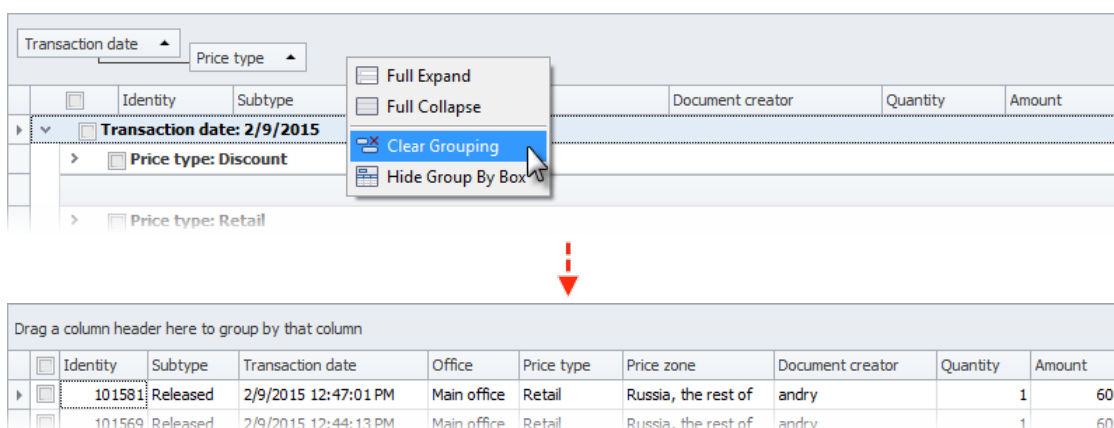 Transaction date
Price type
Full Expand
Full Collapse
Clear Grouping
Hide Group By Box
Identity Subtype Document creator Quantity Amount
Transaction date: 2/9/2015
Price type: Discount
Price type: Retail
Drag a column header here to group by that column
Identity Subtype Transaction date Office Price type Price zone Document creator Quantity Amount
101581 Released 2/9/2015 12:47:01 PM Main office Retail Russia, the rest of andry 1 60
101569 Released 2/9/2015 12:44:13 PM Main office Retail Russia, the rest of andry 1 60